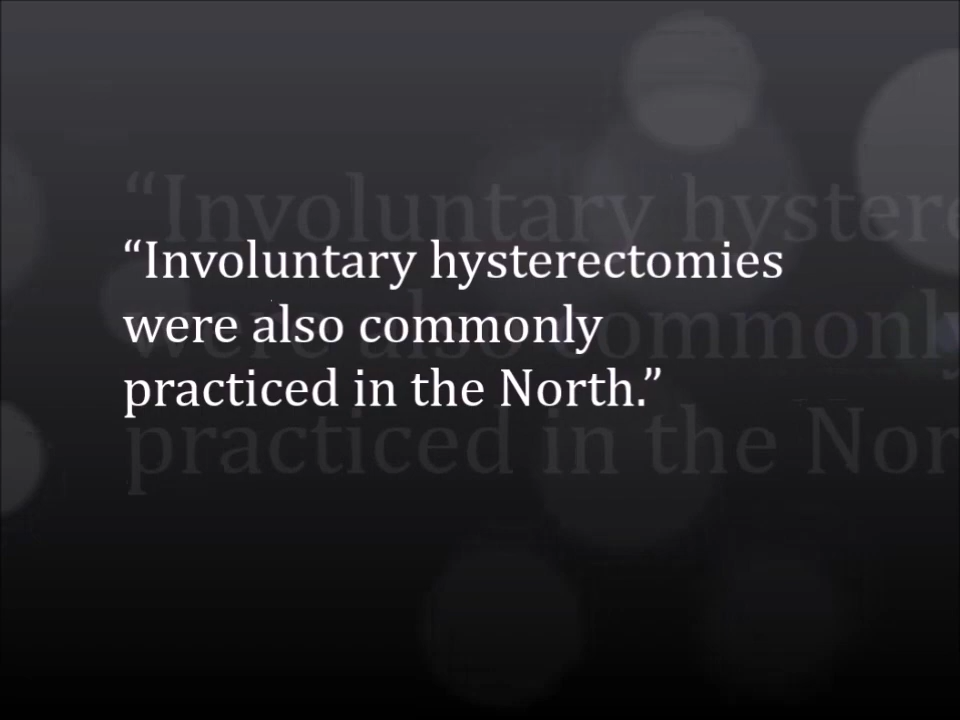 “Involuntary hysterectomies
were also commonly
practiced in the North.”